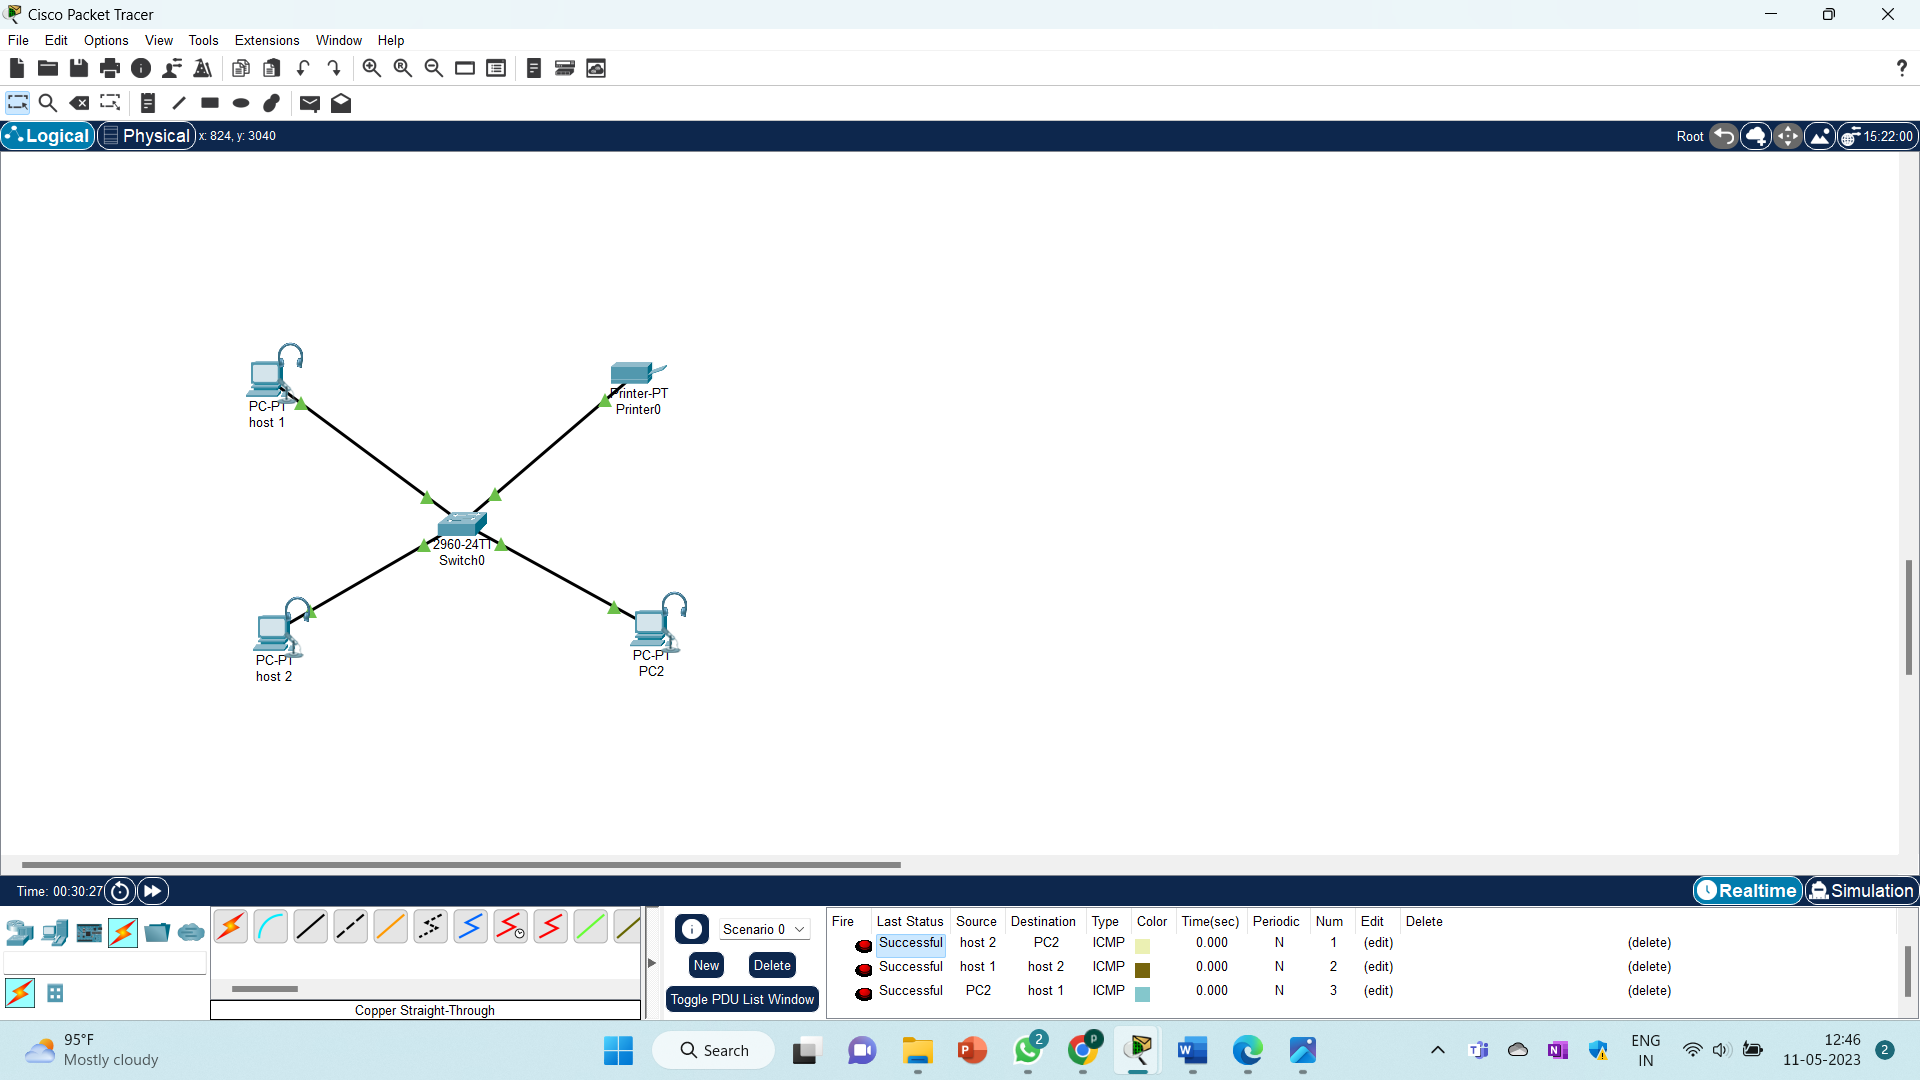 Cisco Packet Tracer
File Edit Options View Tools Extensions Window Help
?
Logical Physical x: 824, y: 3040 Root 15:22:00
PC-PT
host 1
Printer-PT
Printer0
2960-24TT
Switch0
PC-PT
host 2
PC-PT
PC2
Time: 00:30:27 Realtime Simulation
Scenario 0
New Delete
Toggle PDU List Window
Copper Straight-Through
Fire Last Status Source Destination Type Color Time(sec) Periodic Num Edit Delete
Successful host 2 PC2 ICMP 0.000 N 1 (edit) (delete)
Successful host 1 host 2 ICMP 0.000 N 2 (edit) (delete)
Successful PC2 host 1 ICMP 0.000 N 3 (edit) (delete)
95°F
Mostly cloudy
Search
2
P
ENG
IN
12:46
11-05-2023
2